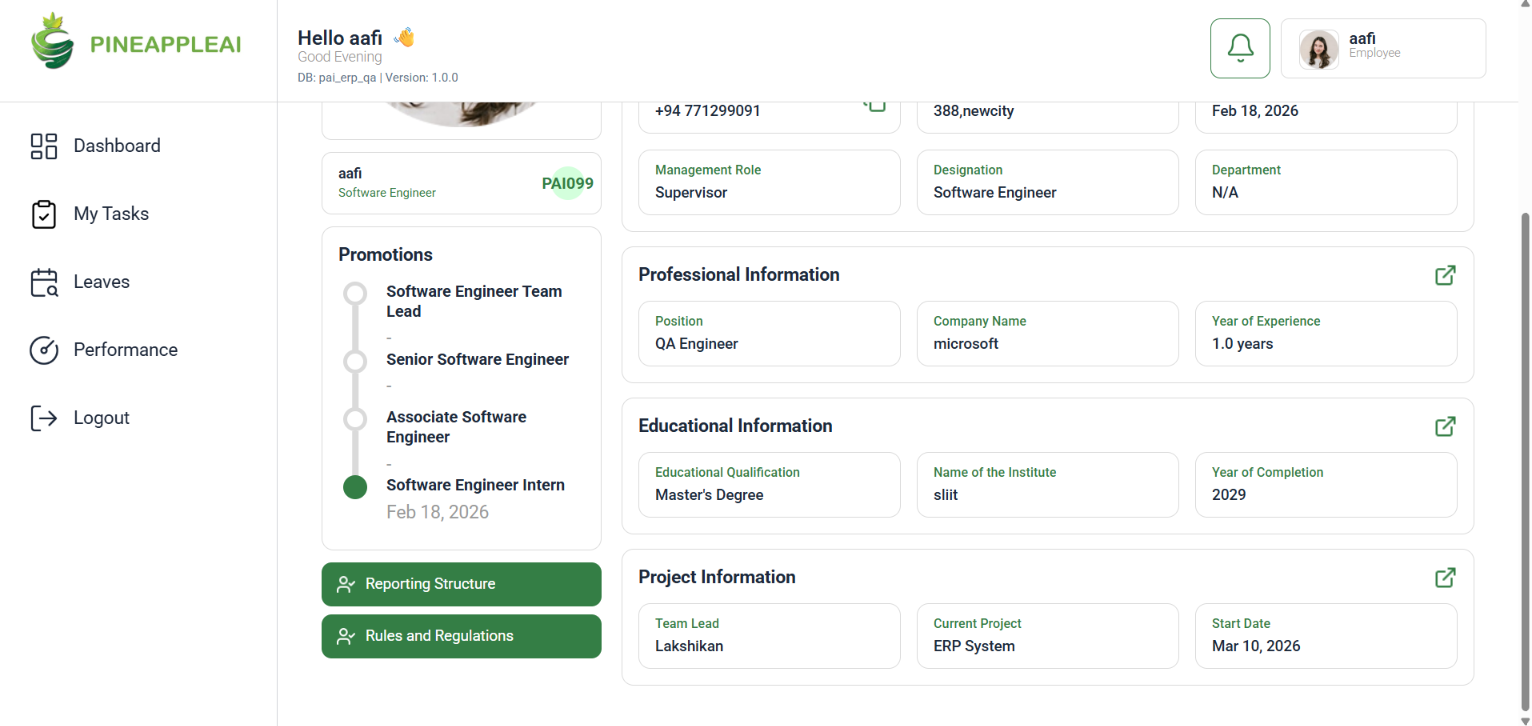 PINEAPPLEAI
Hello aafi 👋
Good Evening
DB: pai_erp_qa | Version: 1.0.0
aafi
Employee
Dashboard
My Tasks
Leaves
Performance
Logout
aafi
Software Engineer
PAI099
Promotions
Software Engineer Team
Lead
-
Senior Software Engineer
-
Associate Software
Engineer
-
Software Engineer Intern
Feb 18, 2026
Reporting Structure
Rules and Regulations
+94 771299091
388,newcity
Feb 18, 2026
Management Role
Supervisor
Designation
Software Engineer
Department
N/A
Professional Information
Position
QA Engineer
Company Name
microsoft
Year of Experience
1.0 years
Educational Information
Educational Qualification
Master's Degree
Name of the Institute
sliit
Year of Completion
2029
Project Information
Team Lead
Lakshikan
Current Project
ERP System
Start Date
Mar 10, 2026